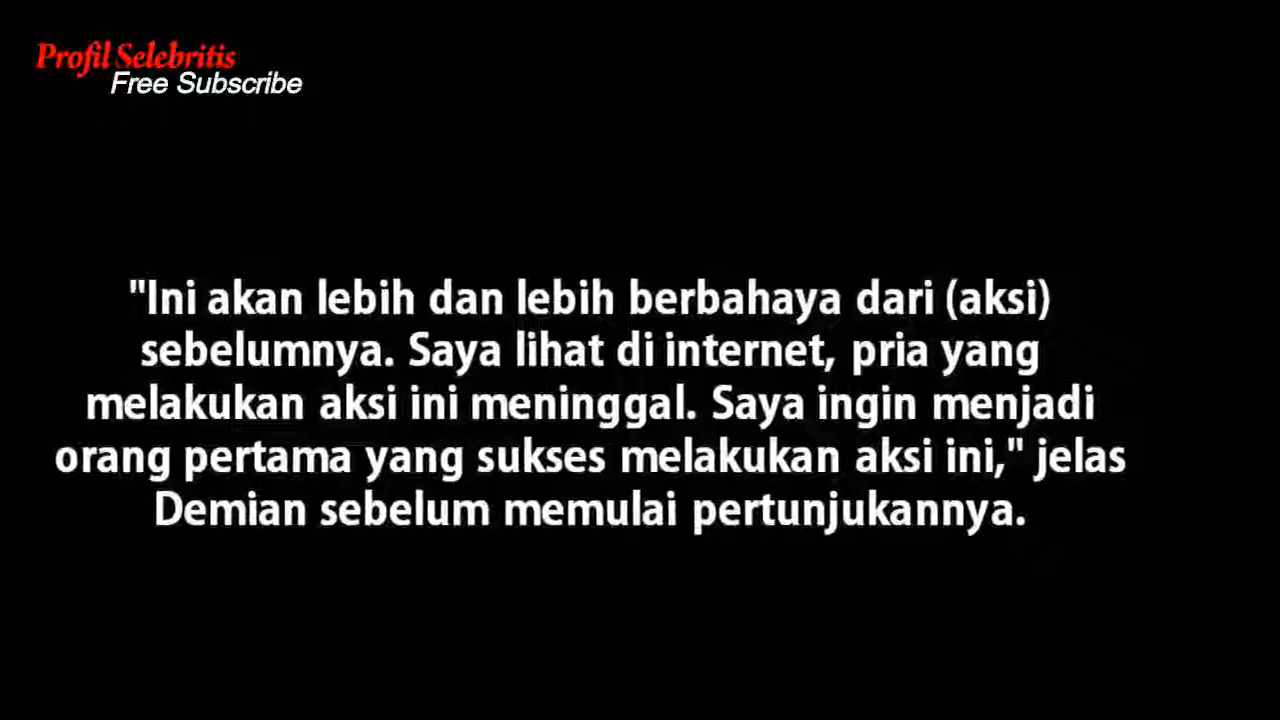 Profil Selebritis
Free Subscribe
"Ini akan lebih dan lebih berbahaya dari (aksi)
sebelumnya. Saya lihat di internet, pria yang
melakukan aksi ini meninggal. Saya ingin menjadi
orang pertama yang sukses melakukan aksi ini," jelas
Demian sebelum memulai pertunjukannya.